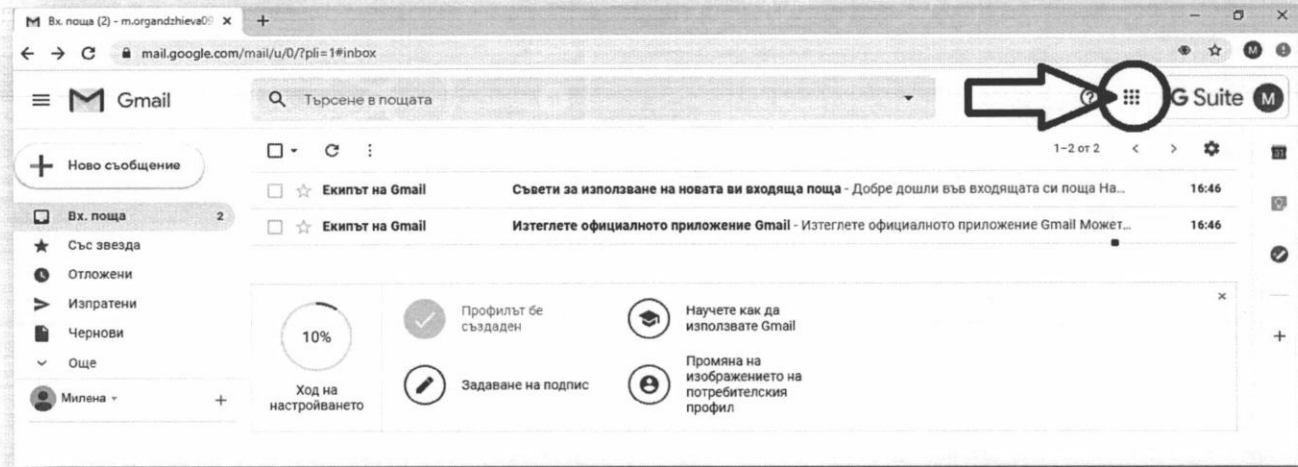 Вх. поща (2) - m.organdzhieva09
mail.google.com/mail/u/0/?pli=1#inbox
M
Gmail
Търсене в пощата
G Suite
M
Ново съобщение
1–2 от 2
31
Екипът на Gmail Съвети за използване на новата ви входяща поща - Добре дошли във входящата си поща На... 16:46
Вх. поща 2
Екипът на Gmail Изтеглете официалното приложение Gmail - Изтеглете официалното приложение Gmail Может... 16:46
Със звезда
Отложени
Изпратени
Чернови
Още
Милена
10%
Ход на
настройването
Профилът бе
създаден
Научете как да
използвате Gmail
Задаване на подпис
Промяна на
изображението на
потребителския
профил